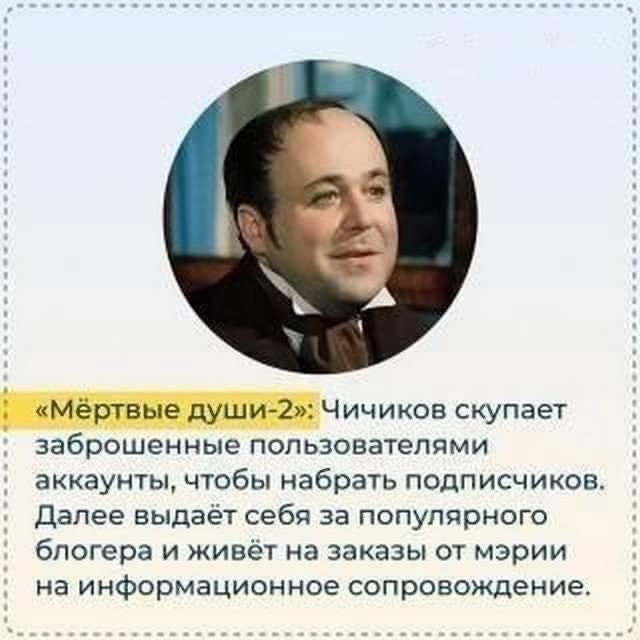 «Мёртвые души-2»: Чичиков скупает
заброшенные пользователями
аккаунты, чтобы набрать подписчиков.
Далее выдаёт себя за популярного
блогера и живёт на заказы от мэрии
на информационное сопровождение.